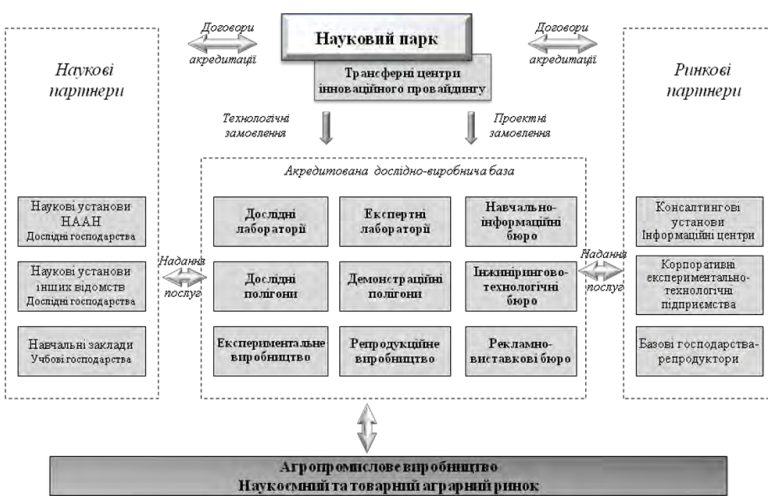 Договори
акредитації
Науковий парк
Договори
акредитації
Трансферні центри
інноваційного провайдингу
Наукові
партнери
Ринкові
партнери
Технологічні
замовлення
Проектні
замовлення
Акредитована дослідно-виробнича база
Наукові установи
НААН
Дослідні господарства
Наукові установи
інших відомств
Дослідні господарства
Навчальні заклади
Учбові господарства
Надання
послуг
Дослідні
лабораторії
Експертні
лабораторії
Навчально-
інформаційні
бюро
Дослідні
полігони
Демонстраційні
полігони
Інжинірингово-
технологічні
бюро
Експериментальне
виробництво
Репродукційне
виробництво
Рекламно-
виставкові бюро
Надання
послуг
Консалтингові
установи
Інформаційні центри
Корпоративні
експериментально-
технологічні
підприємства
Базові господарства-
репродуктори
Агропромислове виробництво
Наукоємний та товарний аграрний ринок